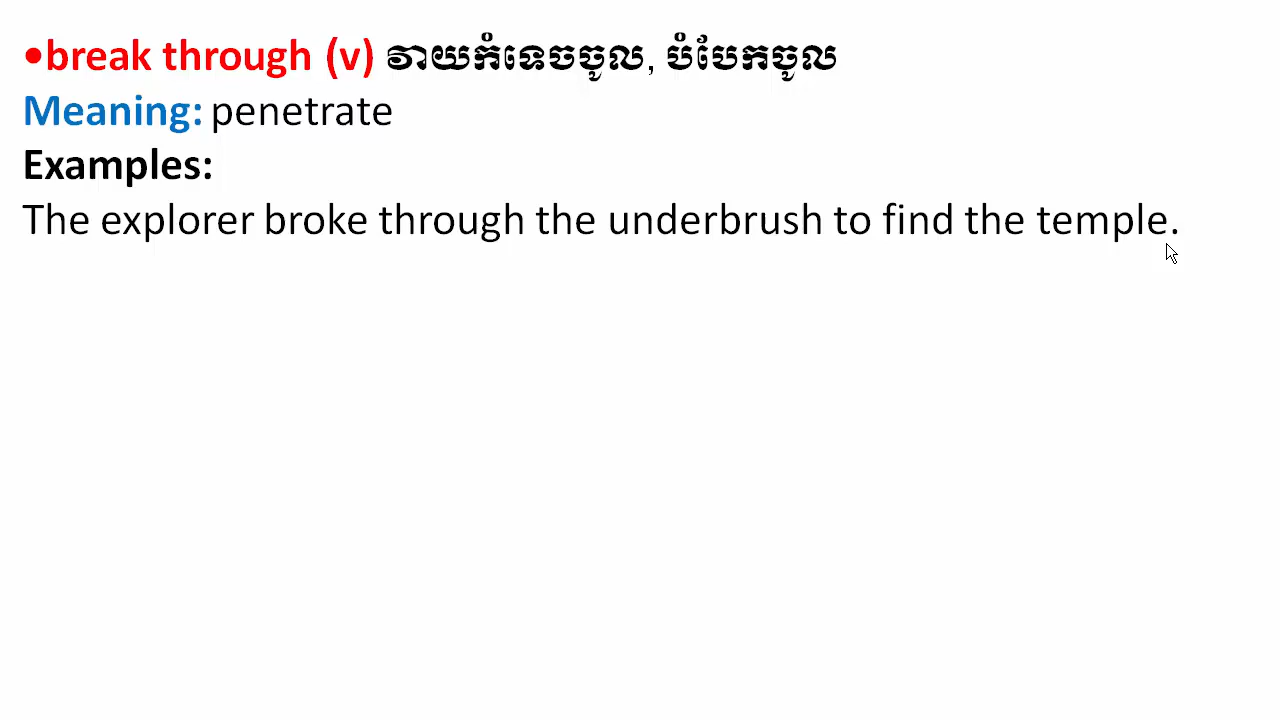 •break through (v) វាយកំទេចចូល, បំបែកចូល
Meaning: penetrate
Examples:
The explorer broke through the underbrush to find the temple.